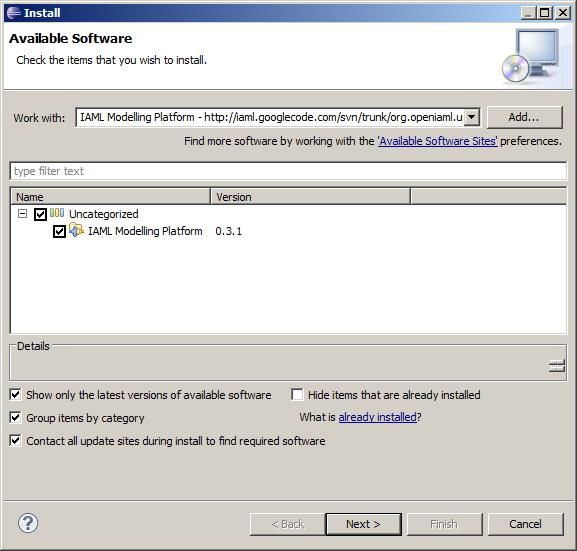 Install
Available Software
Check the items that you wish to install.
Work with: IAML Modelling Platform - http://iaml.googlecode.com/svn/trunk/org.openiaml.u Add...
Find more software by working with the 'Available Software Sites' preferences.
type filter text
Name Version
Uncategorized
IAML Modelling Platform 0.3.1
Details
Show only the latest versions of available software Hide items that are already installed
Group items by category What is already installed?
Contact all update sites during install to find required software
? < Back Next > Finish Cancel